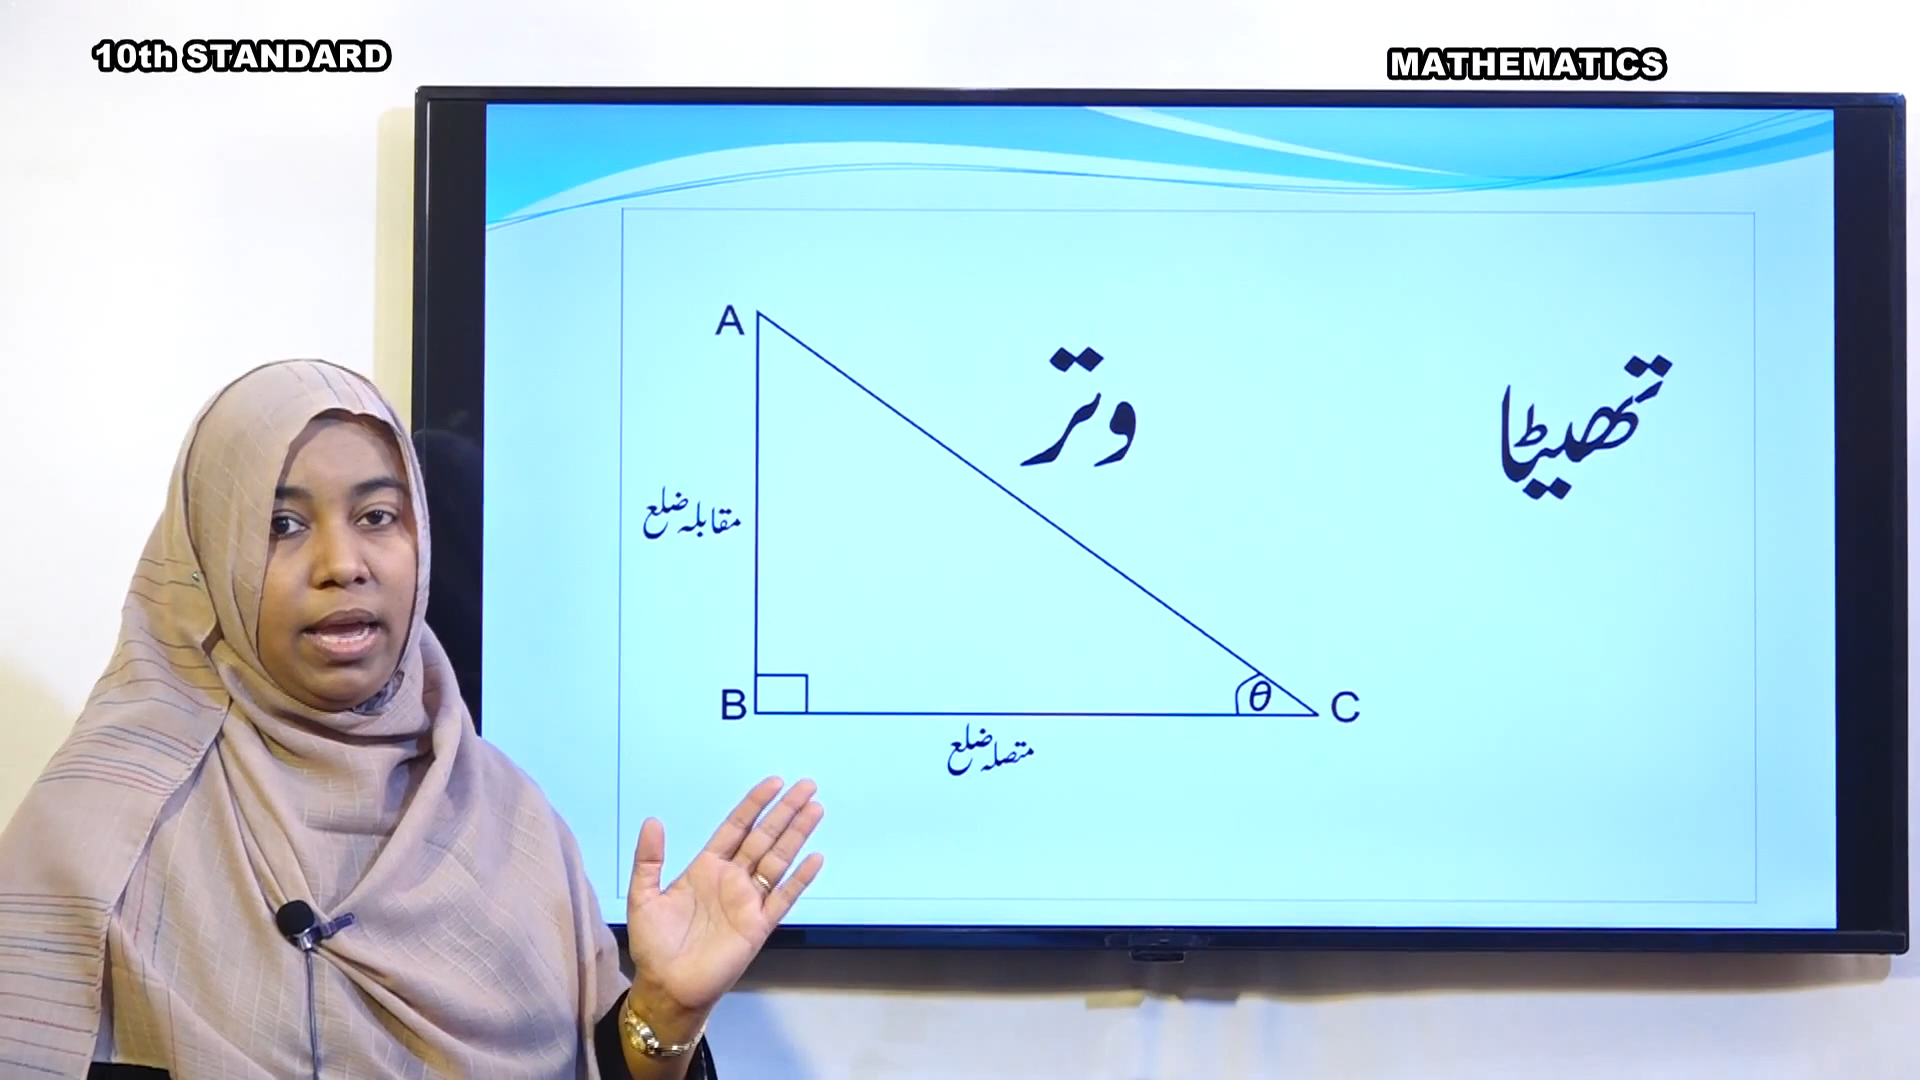 10th STANDARD
MATHEMATICS
A
وتر
تھیٹا
مقابلہ ضلع
B
θ
C
متصلہ ضلع